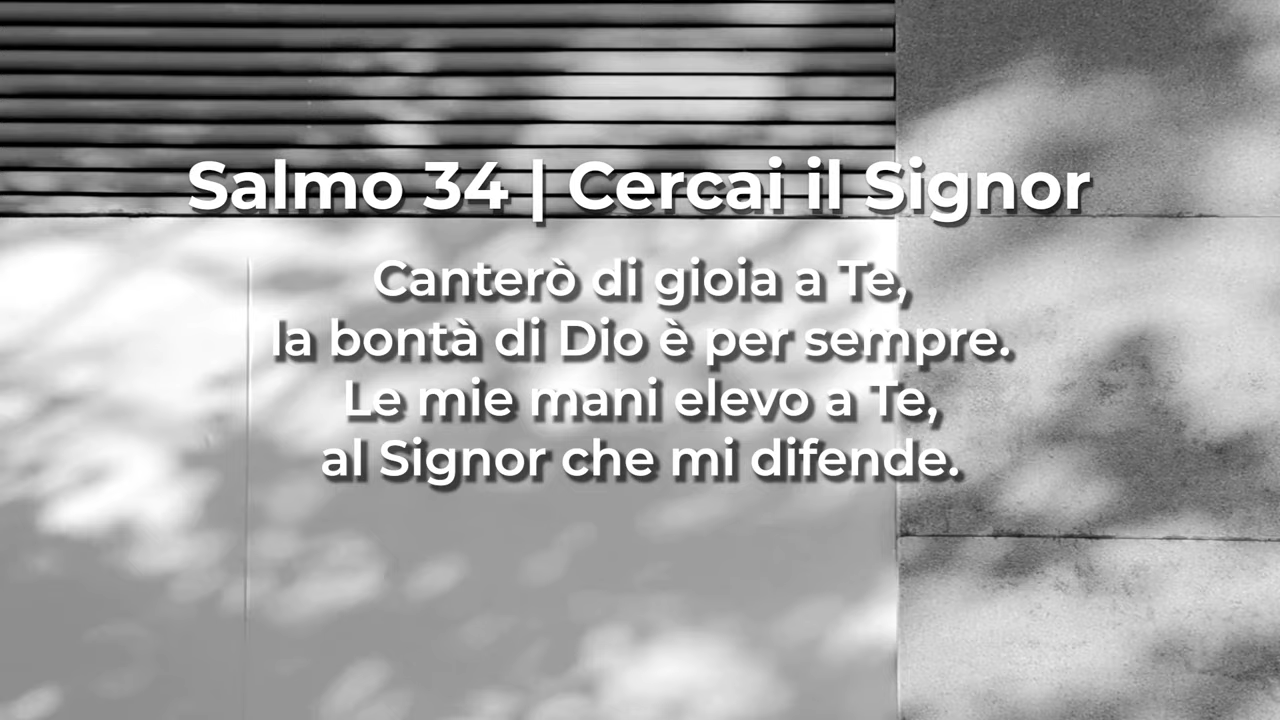 Salmo 34 | Cercai il Signor
Canterò di gioia a Te,
la bontà di Dio è per sempre.
Le mie mani elevo a Te,
al Signor che mi difende.